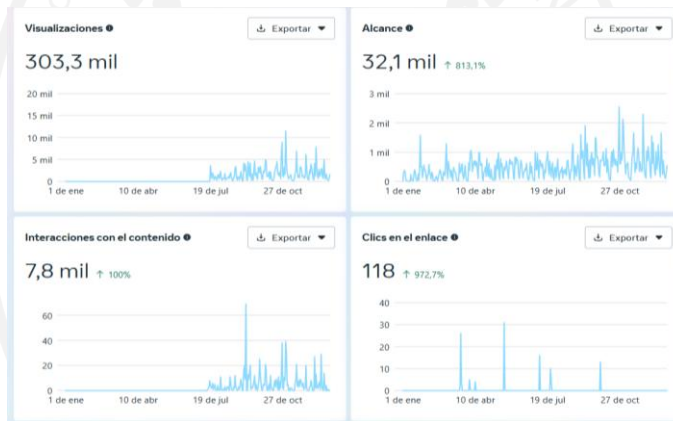 Visualizaciones
Exportar
303,3 mil
20 mil
15 mil
10 mil
5 mil
0
1 de ene
10 de abr
19 de jul
27 de oct
Alcance
Exportar
32,1 mil ↑ 813,1%
3 mil
2 mil
1 mil
0
1 de ene
10 de abr
19 de jul
27 de oct
Interacciones con el contenido
Exportar
7,8 mil ↑ 100%
60
40
20
0
1 de ene
10 de abr
19 de jul
27 de oct
Clics en el enlace
Exportar
118 ↑ 972,7%
40
30
20
10
0
1 de ene
10 de abr
19 de jul
27 de oct